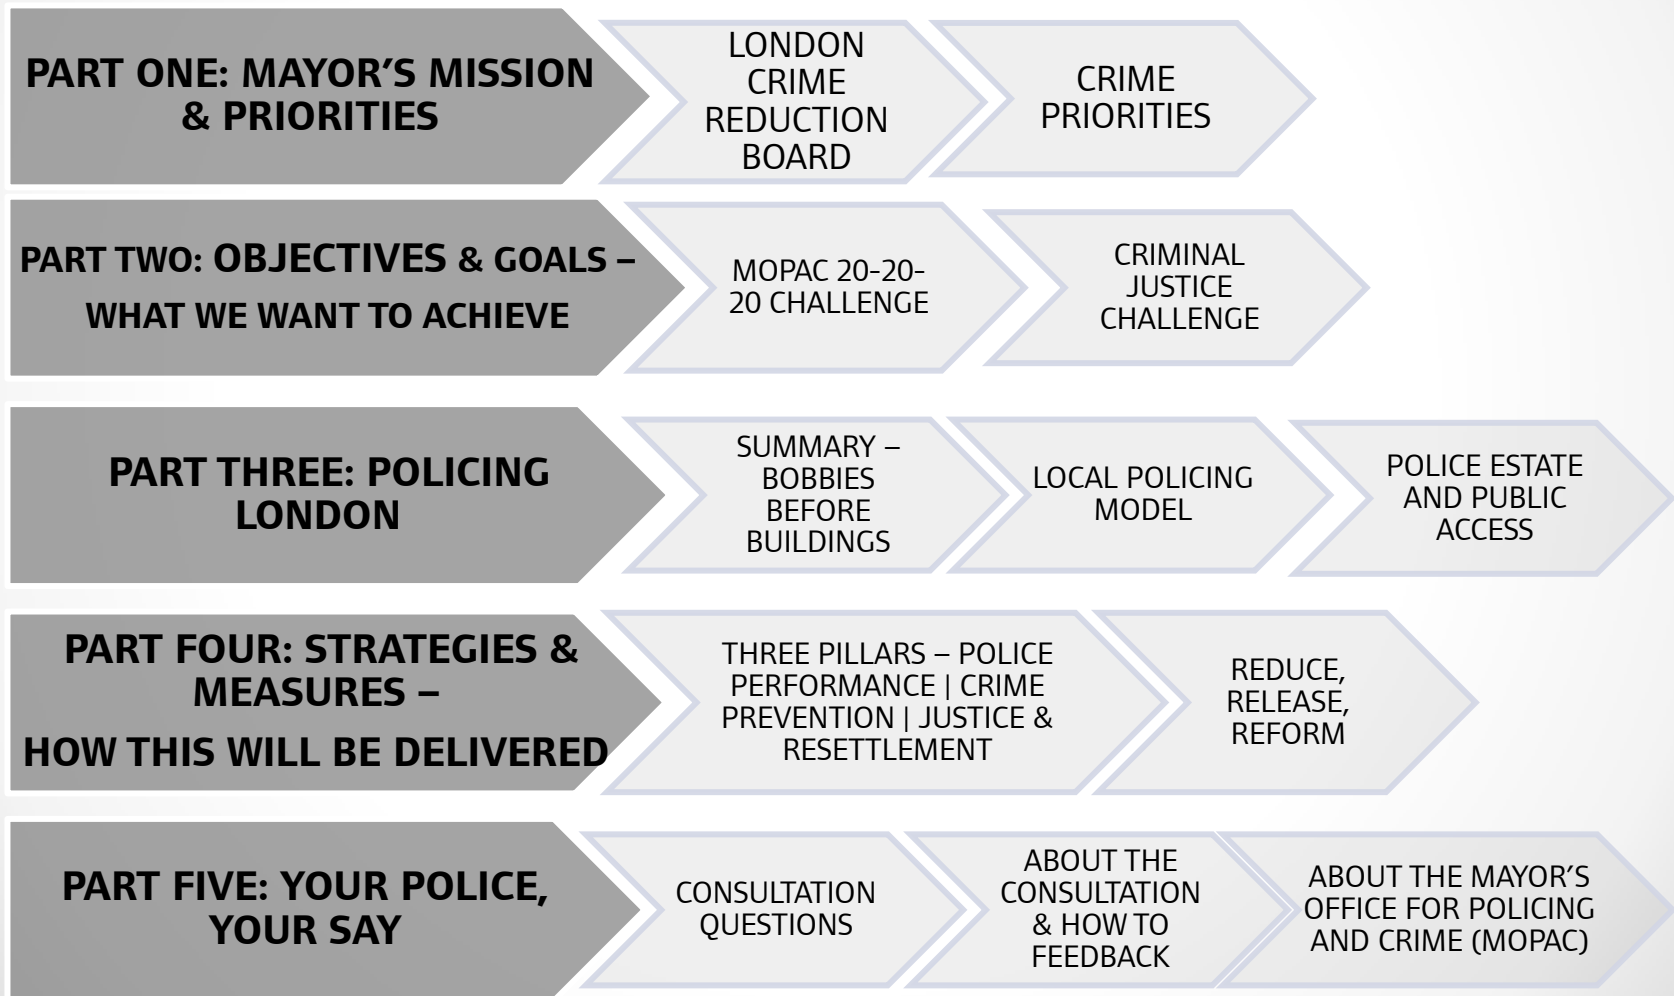 PART ONE: MAYOR’S MISSION
& PRIORITIES
LONDON
CRIME
REDUCTION
BOARD
CRIME
PRIORITIES
PART TWO: OBJECTIVES & GOALS –
WHAT WE WANT TO ACHIEVE
MOPAC 20-20-
20 CHALLENGE
CRIMINAL
JUSTICE
CHALLENGE
PART THREE: POLICING
LONDON
SUMMARY –
BOBBIES
BEFORE
BUILDINGS
LOCAL POLICING
MODEL
POLICE ESTATE
AND PUBLIC
ACCESS
PART FOUR: STRATEGIES &
MEASURES –
HOW THIS WILL BE DELIVERED
THREE PILLARS – POLICE
PERFORMANCE | CRIME
PREVENTION | JUSTICE &
RESETTLEMENT
REDUCE,
RELEASE,
REFORM
PART FIVE: YOUR POLICE,
YOUR SAY
CONSULTATION
QUESTIONS
ABOUT THE
CONSULTATION
& HOW TO
FEEDBACK
ABOUT THE MAYOR’S
OFFICE FOR POLICING
AND CRIME (MOPAC)